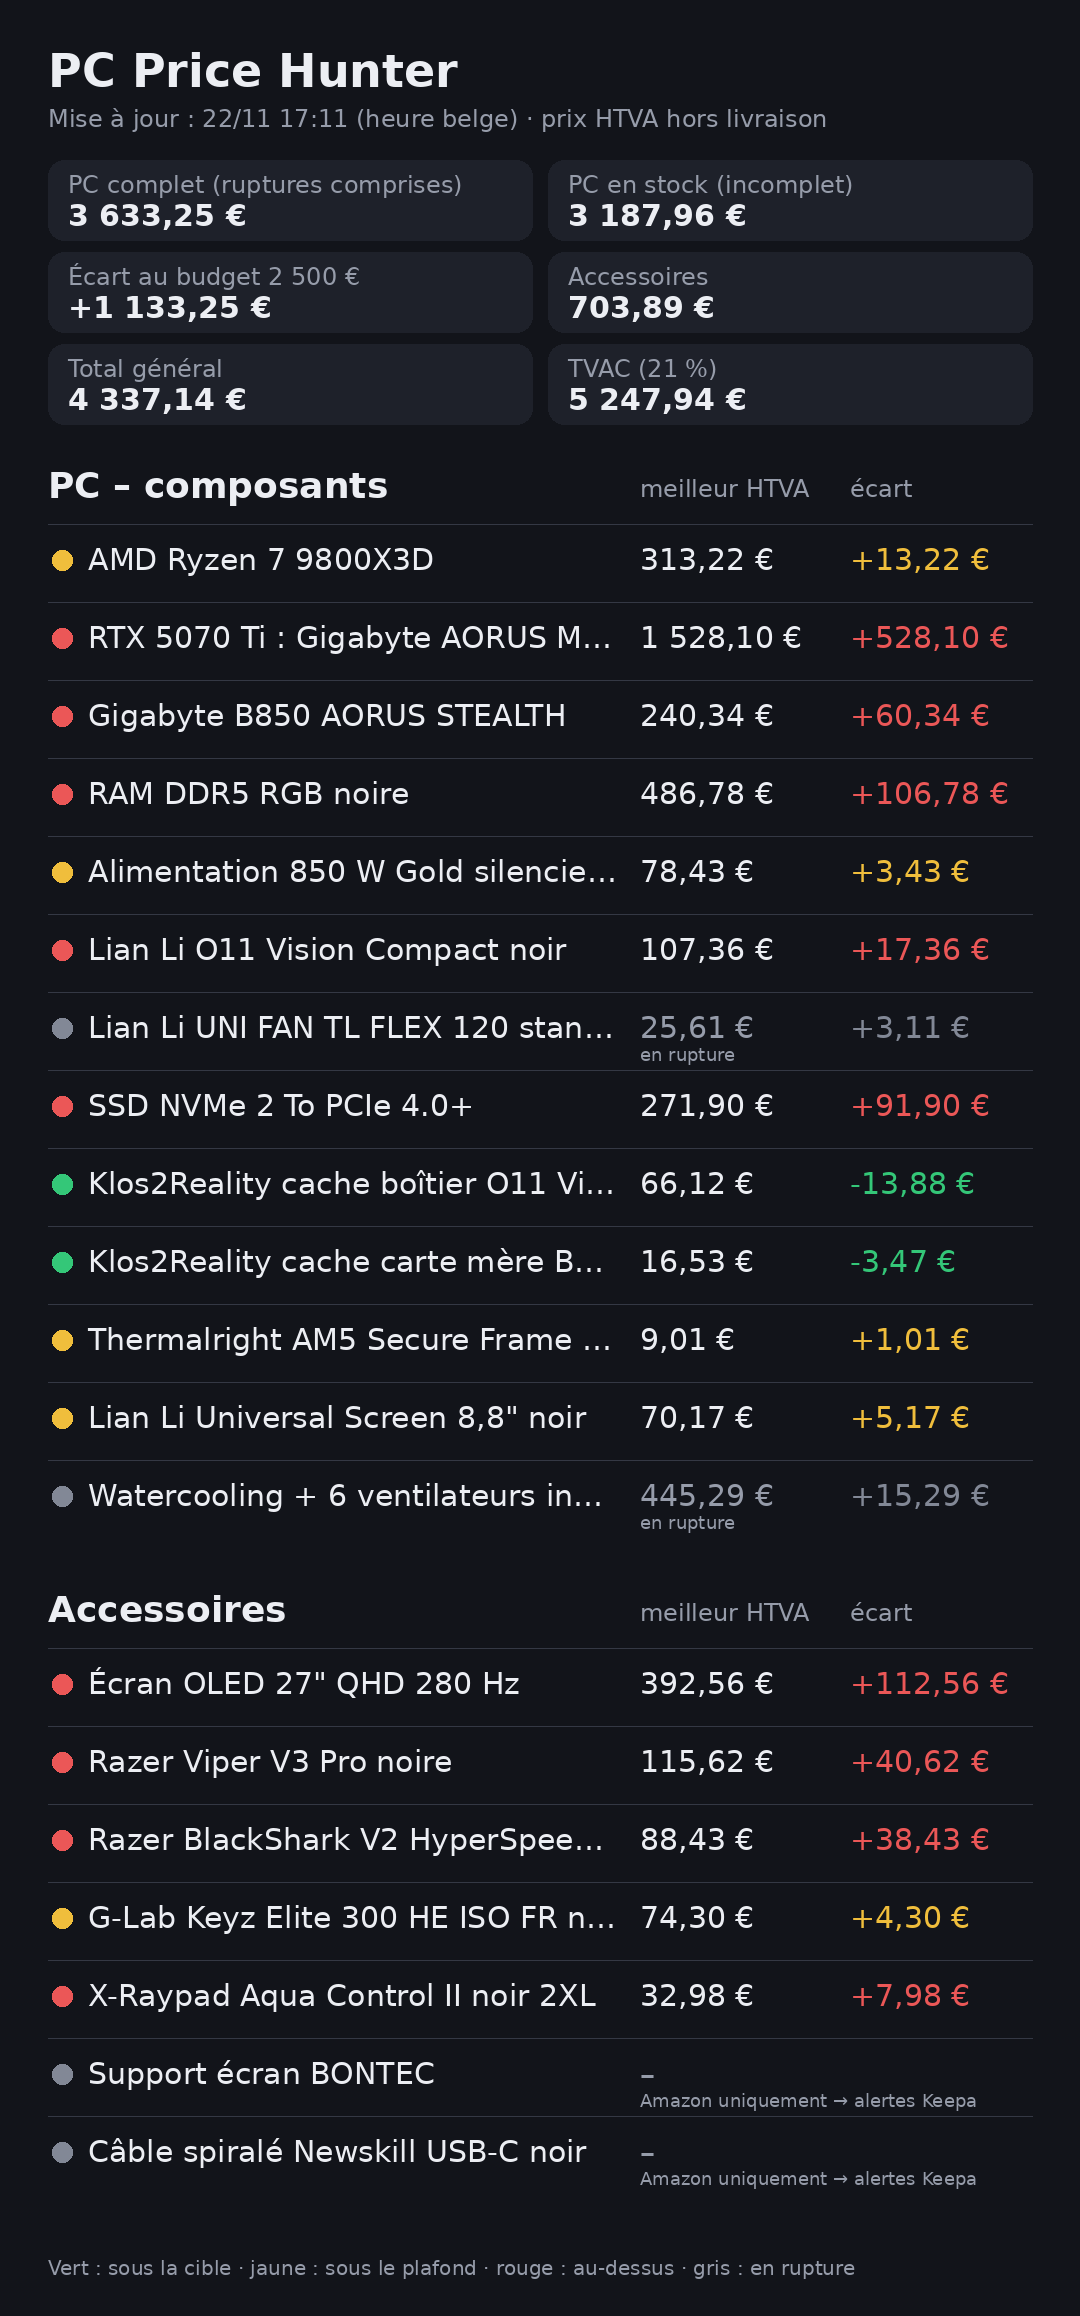 PC Price Hunter
Mise à jour : 22/11 17:11 (heure belge) · prix HTVA hors livraison
PC complet (ruptures comprises)
3 633,25 €
PC en stock (incomplet)
3 187,96 €
Écart au budget 2 500 €
+1 133,25 €
Accessoires
703,89 €
Total général
4 337,14 €
TVAC (21 %)
5 247,94 €
PC – composants meilleur HTVA écart
AMD Ryzen 7 9800X3D 313,22 € +13,22 €
RTX 5070 Ti : Gigabyte AORUS M… 1 528,10 € +528,10 €
Gigabyte B850 AORUS STEALTH 240,34 € +60,34 €
RAM DDR5 RGB noire 486,78 € +106,78 €
Alimentation 850 W Gold silencie… 78,43 € +3,43 €
Lian Li O11 Vision Compact noir 107,36 € +17,36 €
Lian Li UNI FAN TL FLEX 120 stan… 25,61 € +3,11 €
en rupture
SSD NVMe 2 To PCIe 4.0+ 271,90 € +91,90 €
Klos2Reality cache boîtier O11 Vi… 66,12 € -13,88 €
Klos2Reality cache carte mère B… 16,53 € -3,47 €
Thermalright AM5 Secure Frame … 9,01 € +1,01 €
Lian Li Universal Screen 8,8" noir 70,17 € +5,17 €
Watercooling + 6 ventilateurs in… 445,29 € +15,29 €
en rupture
Accessoires meilleur HTVA écart
Écran OLED 27" QHD 280 Hz 392,56 € +112,56 €
Razer Viper V3 Pro noire 115,62 € +40,62 €
Razer BlackShark V2 HyperSpee… 88,43 € +38,43 €
G-Lab Keyz Elite 300 HE ISO FR n… 74,30 € +4,30 €
X-Raypad Aqua Control II noir 2XL 32,98 € +7,98 €
Support écran BONTEC –
Amazon uniquement → alertes Keepa
Câble spiralé Newskill USB-C noir –
Amazon uniquement → alertes Keepa
Vert : sous la cible · jaune : sous le plafond · rouge : au-dessus · gris : en rupture